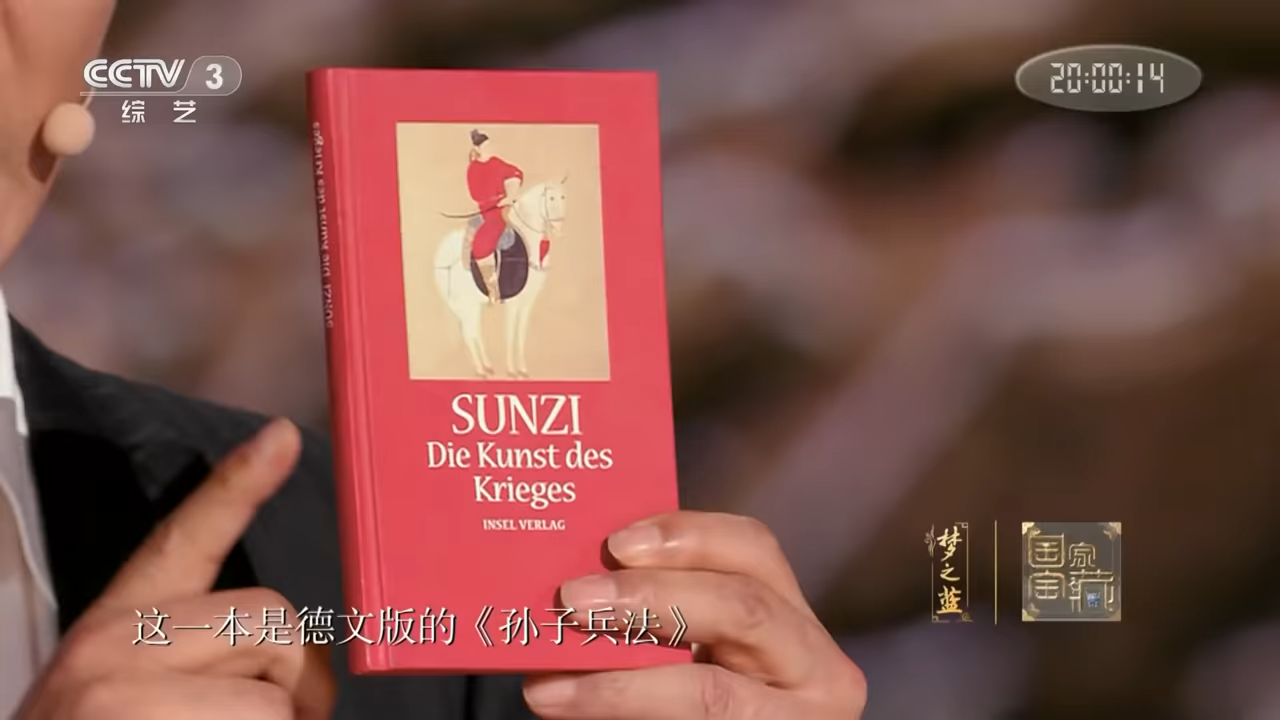 CCTV 3
综艺
20:00:14
SUNZI Die Kunst des Krieges
SUNZI
Die Kunst des
Krieges
INSEL VERLAG
梦之蓝
国家宝藏
这一本是德文版的《孙子兵法》